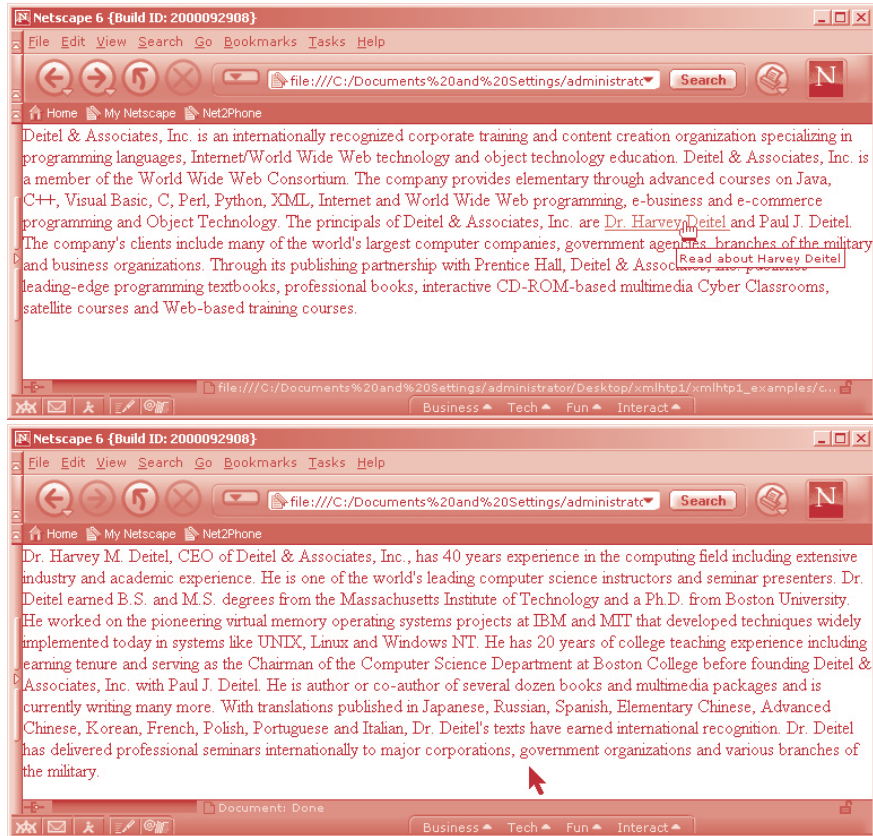 Netscape 6 {Build ID: 2000092908}
File Edit View Search Go Bookmarks Tasks Help
file:///C:/Documents%20and%20Settings/administratc Search N
Home My Netscape Net2Phone
Deitel & Associates, Inc. is an internationally recognized corporate training and content creation organization specializing in
programming languages, Internet/World Wide Web technology and object technology education. Deitel & Associates, Inc. is
a member of the World Wide Web Consortium. The company provides elementary through advanced courses on Java,
C++, Visual Basic, C, Perl, Python, XML, Internet and World Wide Web programming, e-business and e-commerce
programming and Object Technology. The principals of Deitel & Associates, Inc. are Dr. Harvey Deitel and Paul J. Deitel.
The company's clients include many of the world's largest computer companies, government agencies, branches of the military
Read about Harvey Deitel
and business organizations. Through its publishing partnership with Prentice Hall, Deitel & Associates, Inc. publishes
leading-edge programming textbooks, professional books, interactive CD-ROM-based multimedia Cyber Classrooms,
satellite courses and Web-based training courses.
file:///C:/Documents%20and%20Settings/administrator/Desktop/xmlhtp1/xmlhtp1_examples/c...
Business Tech Fun Interact
Netscape 6 {Build ID: 2000092908}
File Edit View Search Go Bookmarks Tasks Help
file:///C:/Documents%20and%20Settings/administratc Search N
Home My Netscape Net2Phone
Dr. Harvey M. Deitel, CEO of Deitel & Associates, Inc., has 40 years experience in the computing field including extensive
industry and academic experience. He is one of the world's leading computer science instructors and seminar presenters. Dr.
Deitel earned B.S. and M.S. degrees from the Massachusetts Institute of Technology and a Ph.D. from Boston University.
He worked on the pioneering virtual memory operating systems projects at IBM and MIT that developed techniques widely
implemented today in systems like UNIX, Linux and Windows NT. He has 20 years of college teaching experience including
earning tenure and serving as the Chairman of the Computer Science Department at Boston College before founding Deitel &
Associates, Inc. with Paul J. Deitel. He is author or co-author of several dozen books and multimedia packages and is
currently writing many more. With translations published in Japanese, Russian, Spanish, Elementary Chinese, Advanced
Chinese, Korean, French, Polish, Portuguese and Italian, Dr. Deitel's texts have earned international recognition. Dr. Deitel
has delivered professional seminars internationally to major corporations, government organizations and various branches of
the military.
Document: Done
Business Tech Fun Interact